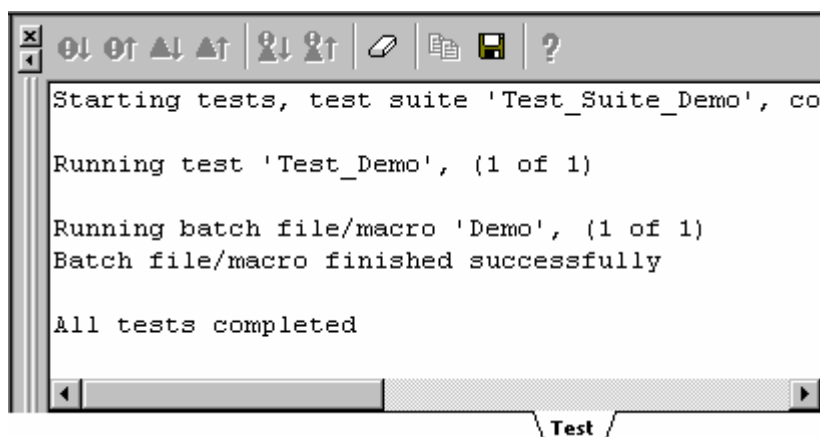 Starting tests, test suite 'Test_Suite_Demo', co
Running test 'Test_Demo', (1 of 1)
Running batch file/macro 'Demo', (1 of 1)
Batch file/macro finished successfully
All tests completed
Test